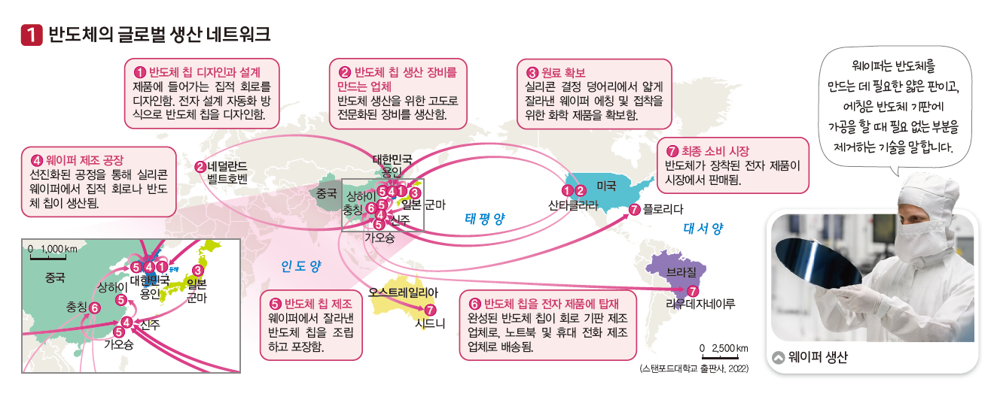 1 반도체의 글로벌 생산 네트워크
① 반도체 칩 디자인과 설계
제품에 들어가는 집적 회로를
디자인함. 전자 설계 자동화 방
식으로 반도체 칩을 디자인함.
② 반도체 칩 생산 장비를
만드는 업체
반도체 생산을 위한 고도로
전문화된 장비를 생산함.
③ 원료 확보
실리콘 결정 덩어리에서 얇게
잘라낸 웨이퍼 에칭 및 접착을
위한 화학 제품을 확보함.
웨이퍼는 반도체를
만드는 데 필요한 얇은 판이고,
에칭은 반도체 기판에
가공을 할 때 필요 없는 부분을
제거하는 기술을 말합니다.
④ 웨이퍼 제조 공장
선진화된 공정을 통해 실리콘
웨이퍼에서 집적 회로나 반도
체 칩이 생산됨.
⑦ 최종 소비 시장
반도체가 장착된 전자 제품이
시장에서 판매됨.
② 네덜란드
벨트호벤
대한민국
용인
중국
상하이
⑤ ④ ①
③
충칭
⑥
⑤
일본 군마
④
신주
⑤
가오슝
미국
① ②
산타클라라
⑦ 플로리다
태평양
대서양
인도양
브라질
⑦
리우데자네이루
오스트레일리아
⑦
시드니
0 1,000 km
중국
⑤ ④ ①
동해
대한민국
용인
③
일본
군마
상하이
⑤
충칭 ⑥
④ 신주
⑤
가오슝
⑤ 반도체 칩 제조
웨이퍼에서 잘라낸
반도체 칩을 조립
하고 포장함.
⑥ 반도체 칩을 전자 제품에 탑재
완성된 반도체 칩이 회로 기판 제조
업체로, 노트북 및 휴대 전화 제조
업체로 배송됨.
0 2,500 km
(스탠포드대학교 출판사, 2022)
웨이퍼 생산